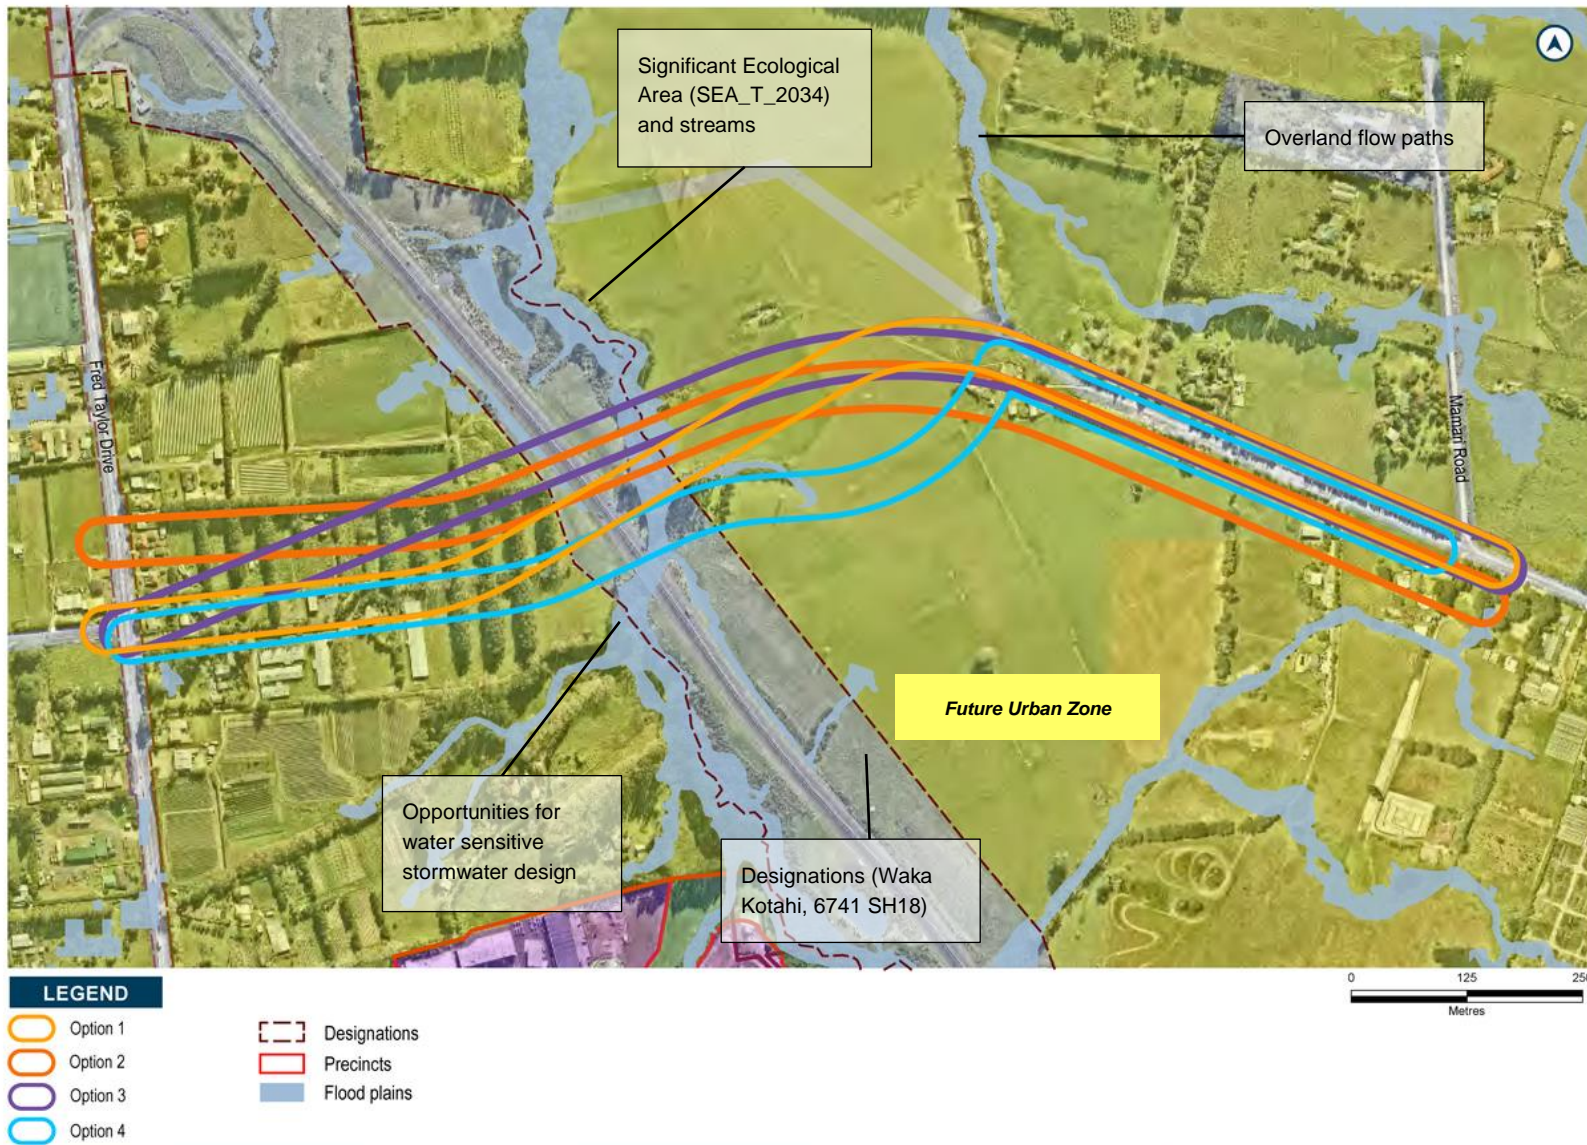 Significant Ecological
Area (SEA_T_2034)
and streams
Overland flow paths
Fred Taylor Drive
Mamari Road
Future Urban Zone
Opportunities for
water sensitive
stormwater design
Designations (Waka
Kotahi, 6741 SH18)
LEGEND
Option 1
Option 2
Option 3
Option 4
Designations
Precincts
Flood plains
0 125 250
Metres